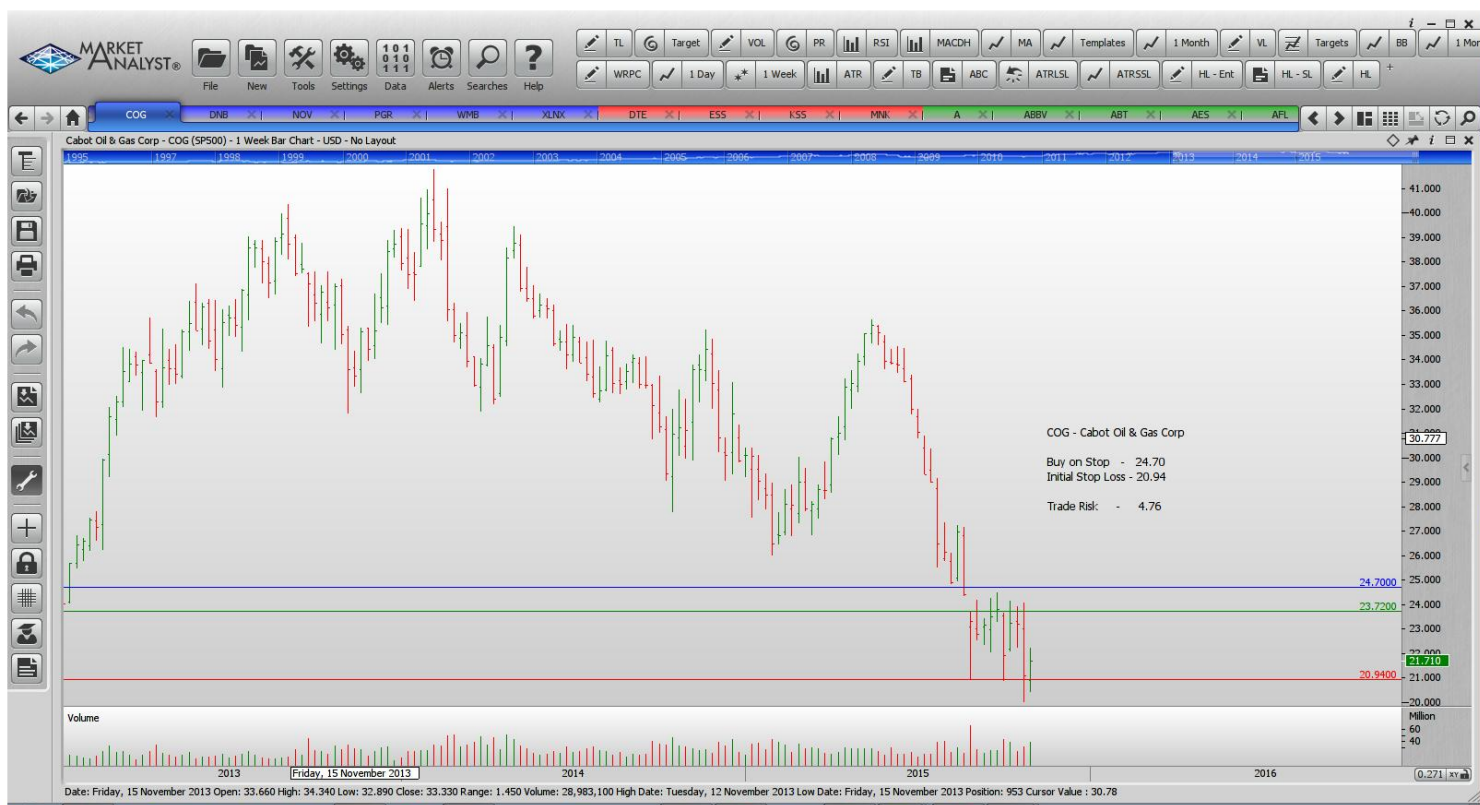 i
MARKET
ANALYST®
File New Tools Settings Data Alerts Searches Help
101
010
111
TL Target VOL PR RSI MACDH MA Templates 1 Month VL Targets BB 1 Mor
WRPC 1 Day 1 Week ATR TB ABC ATRLSL ATRSSL HL - Ent HL - SL HL +
COG DNB NOV PGR WMB XLNX DTE ESS KSS MNK A ABBV ABT AES AFL
Cabot Oil & Gas Corp - COG (SP500) - 1 Week Bar Chart - USD - No Layout
1995 1997 1998 1999 2000 2001 2002 2003 2004 2005 2006 2007 2008 2009 2010 2011 2012 2013 2014 2015
41.000
40.000
39.000
38.000
37.000
36.000
35.000
34.000
33.000
32.000
COG - Cabot Oil & Gas Corp
30.777
30.000
Buy on Stop - 24.70
Initial Stop Loss - 20.94
29.000
Trade Risk - 4.76
28.000
27.000
26.000
24.7000
25.000
23.7200
24.000
23.000
22.000
21.710
20.9400
21.000
20.000
Volume
Million
60
40
2013 Friday, 15 November 2013 2014 2015 2016 0.271 XY
Date: Friday, 15 November 2013 Open: 33.660 High: 34.340 Low: 32.890 Close: 33.330 Range: 1.450 Volume: 28,983,100 High Date: Tuesday, 12 November 2013 Low Date: Friday, 15 November 2013 Position: 953 Cursor Value : 30.78